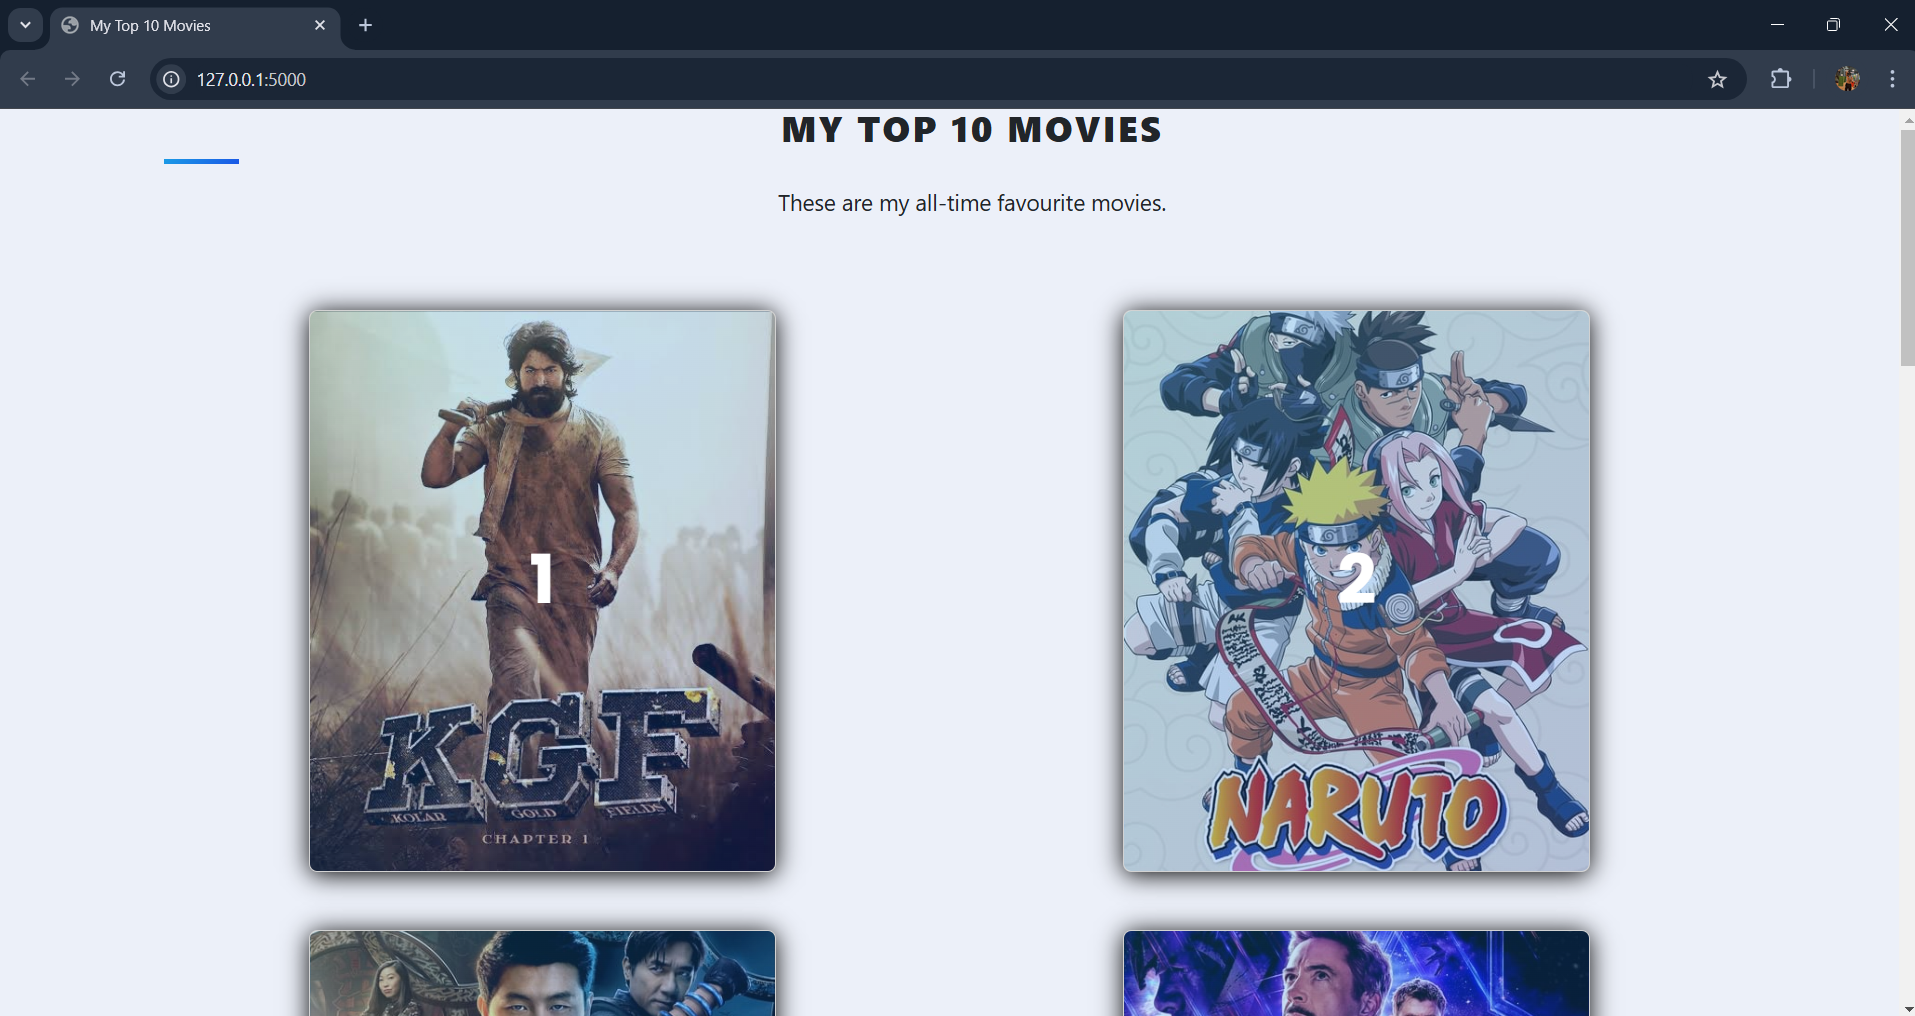 My Top 10 Movies
127.0.0.1:5000
MY TOP 10 MOVIES
These are my all-time favourite movies.
1
KGF
KOLAR GOLD FIELDS
CHAPTER 1
2
NARUTO